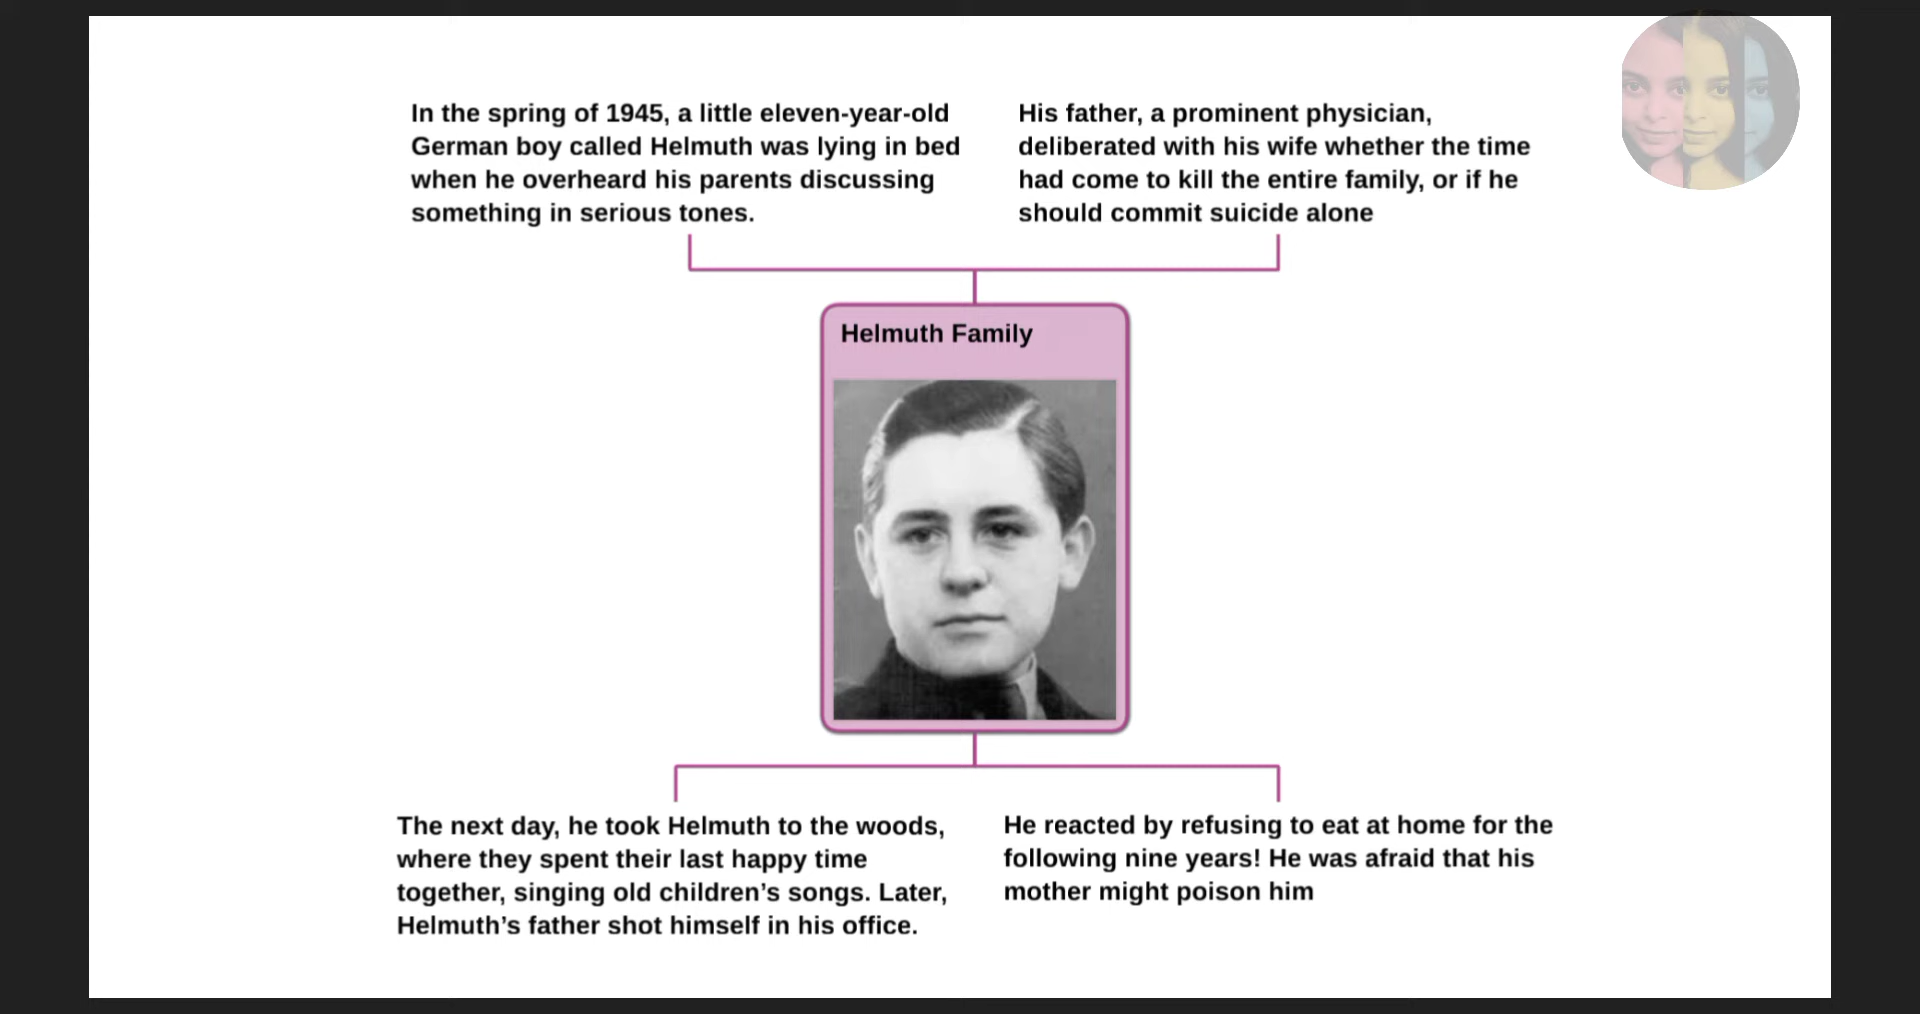 In the spring of 1945, a little eleven-year-old
German boy called Helmuth was lying in bed
when he overheard his parents discussing
something in serious tones.
His father, a prominent physician,
deliberated with his wife whether the time
had come to kill the entire family, or if he
should commit suicide alone
Helmuth Family
The next day, he took Helmuth to the woods,
where they spent their last happy time
together, singing old children’s songs. Later,
Helmuth’s father shot himself in his office.
He reacted by refusing to eat at home for the
following nine years! He was afraid that his
mother might poison him